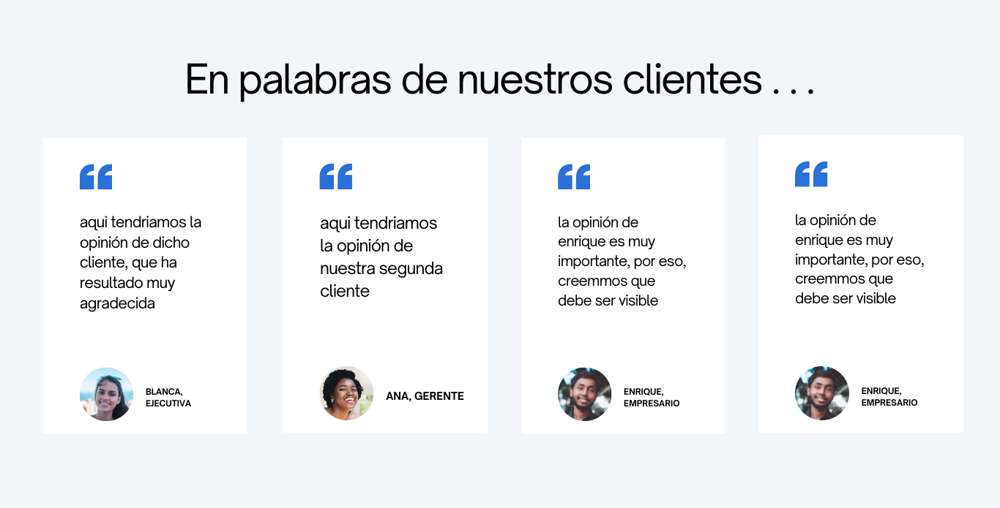 En palabras de nuestros clientes . . .
aqui tendriamos la
opinión de dicho
cliente, que ha
resultado muy
agradecida
BLANCA,
EJECUTIVA
aqui tendriamos
la opinión de
nuestra segunda
cliente
ANA, GERENTE
la opinión de
enrique es muy
importante, por eso,
creemmos que
debe ser visible
ENRIQUE,
EMPRESARIO
la opinión de
enrique es muy
importante, por eso,
creemmos que
debe ser visible
ENRIQUE,
EMPRESARIO